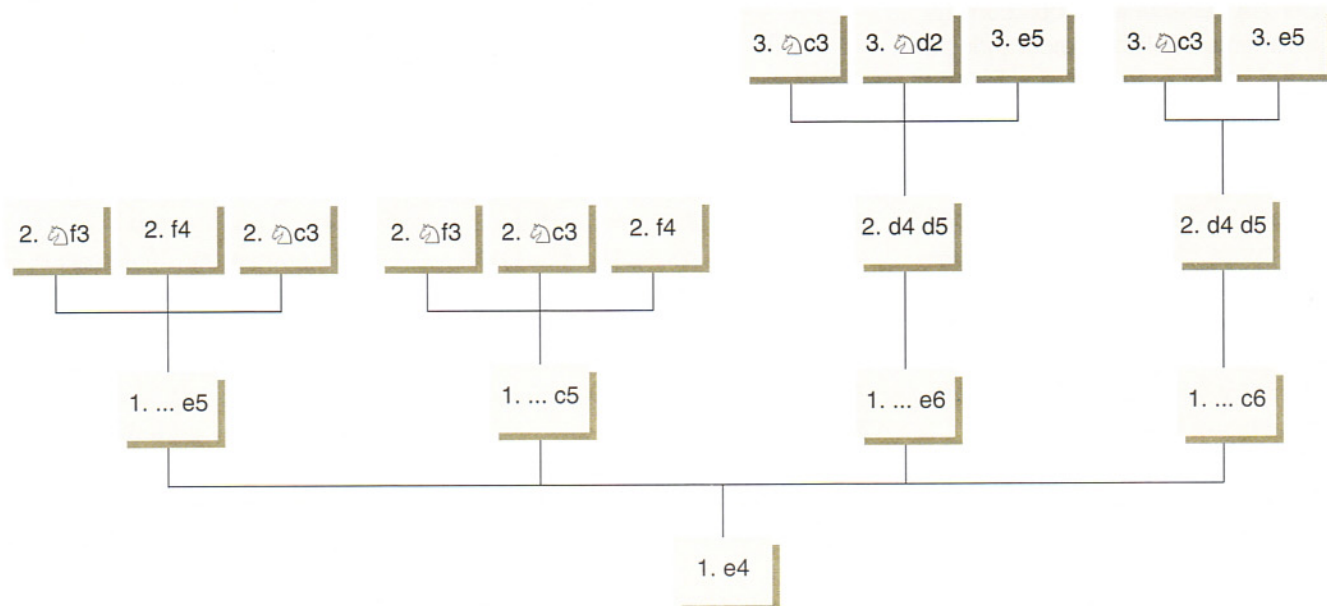 3. ♘c3
3. ♘d2
3. e5
3. ♘c3
3. e5
2. ♘f3
2. f4
2. ♘c3
2. ♘f3
2. ♘c3
2. f4
2. d4 d5
2. d4 d5
1. ... e5
1. ... c5
1. ... e6
1. ... c6
1. e4